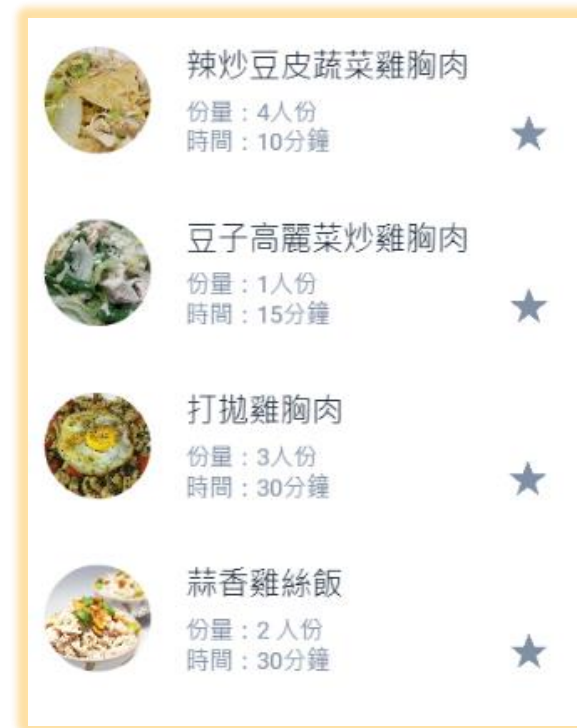 辣炒豆皮蔬菜雞胸肉
份量：4人份
時間：10分鐘
豆子高麗菜炒雞胸肉
份量：1人份
時間：15分鐘
打拋雞胸肉
份量：3人份
時間：30分鐘
蒜香雞絲飯
份量：2 人份
時間：30分鐘